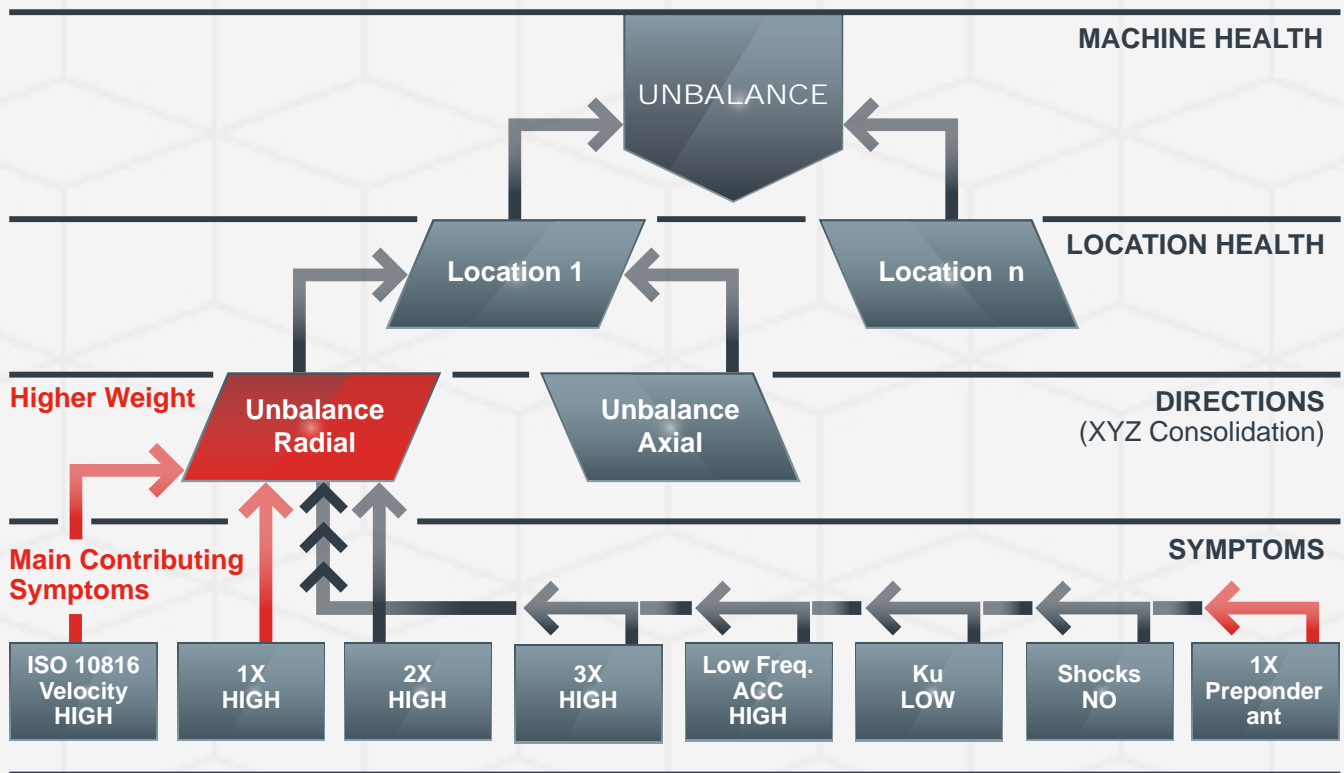 MACHINE HEALTH
UNBALANCE
LOCATION HEALTH
Location 1
Location n
Higher Weight
Unbalance
Radial
Unbalance
Axial
DIRECTIONS
(XYZ Consolidation)
Main Contributing
Symptoms
SYMPTOMS
ISO 10816
Velocity
HIGH
1X
HIGH
2X
HIGH
3X
HIGH
Low Freq.
ACC
HIGH
Ku
LOW
Shocks
NO
1X
Preponder
ant